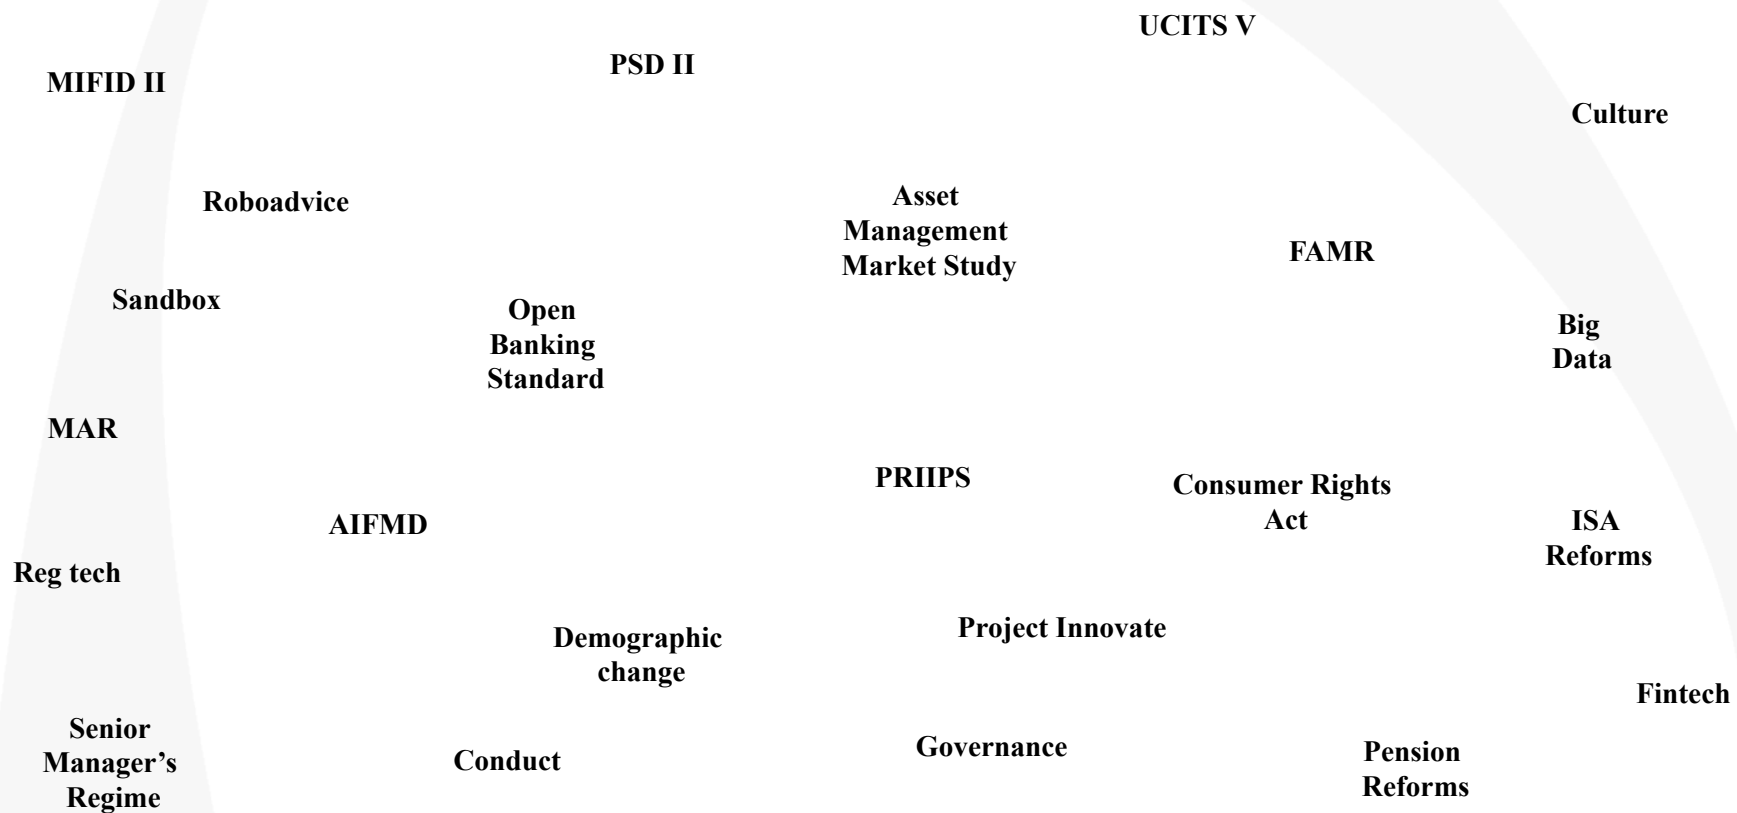 UCITS V
PSD II
MIFID II
Culture
Roboadvice
Asset
Management
Market Study
FAMR
Sandbox
Open
Banking
Standard
Big
Data
MAR
PRIIPS
Consumer Rights
Act
AIFMD
ISA
Reforms
Reg tech
Demographic
change
Project Innovate
Fintech
Senior
Manager’s
Regime
Conduct
Governance
Pension
Reforms